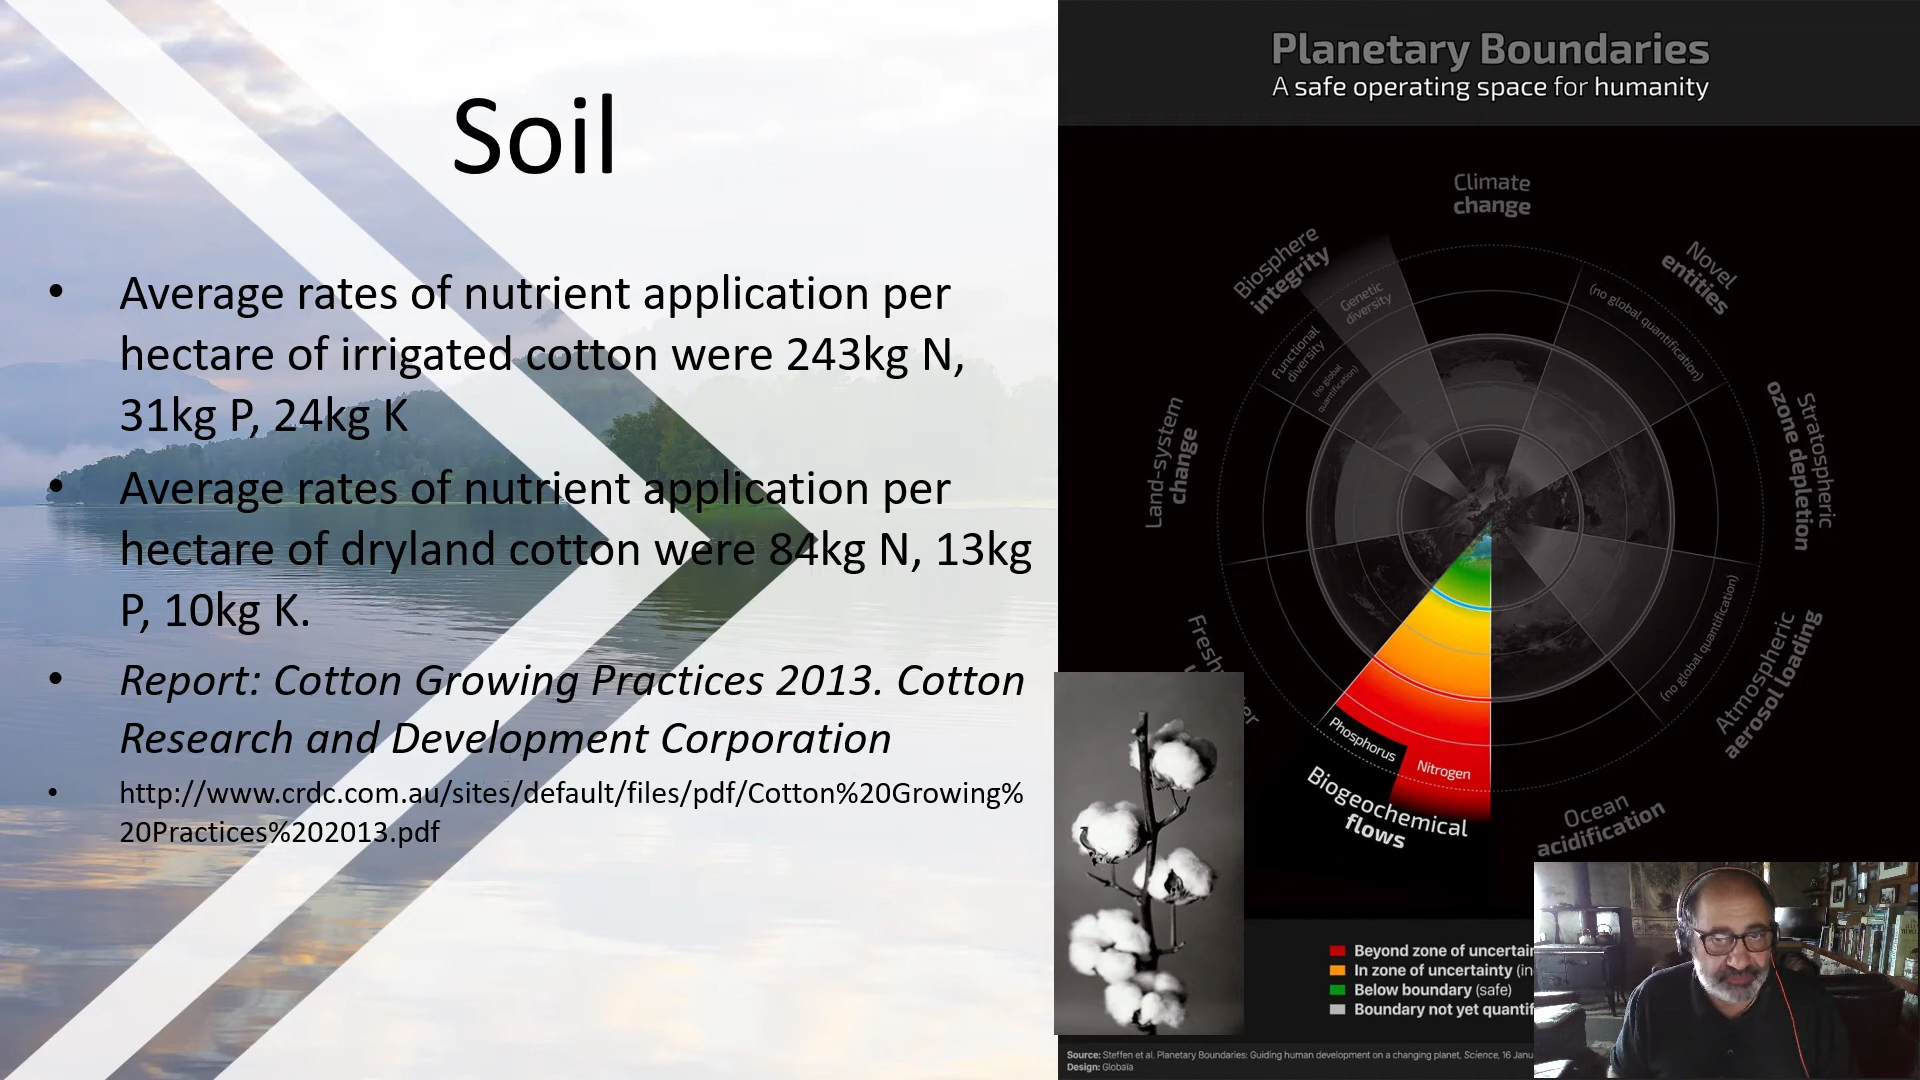 Soil
• Average rates of nutrient application per
hectare of irrigated cotton were 243kg N,
31kg P, 24kg K
• Average rates of nutrient application per
hectare of dryland cotton were 84kg N, 13kg
P, 10kg K.
• Report: Cotton Growing Practices 2013. Cotton
Research and Development Corporation
• http://www.crdc.com.au/sites/default/files/pdf/Cotton%20Growing%
20Practices%202013.pdf
Planetary Boundaries
A safe operating space for humanity
Climate
change
Novel
entities
(no global quantification)
Stratospheric
ozone depletion
Atmospheric
aerosol loading
(no global quantification)
Ocean
acidification
Biogeochemical
flows
Phosphorus
Nitrogen
Land-system
change
Biosphere
integrity
Genetic
diversity
Functional
diversity
(no global
quantification)
Beyond zone of
In zone of uncertainty
Below boundary (safe)
Boundary not yet
Source: Steffen et al. Planetary Boundaries: Guiding human development on a changing planet, Science, 16
Design: Globaïa